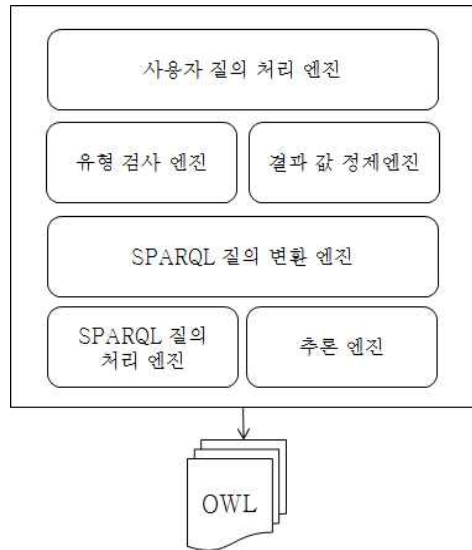 사용자 질의 처리 엔진
유형 검사 엔진
결과 값 정제엔진
SPARQL 질의 변환 엔진
SPARQL 질의
처리 엔진
추론 엔진
OWL